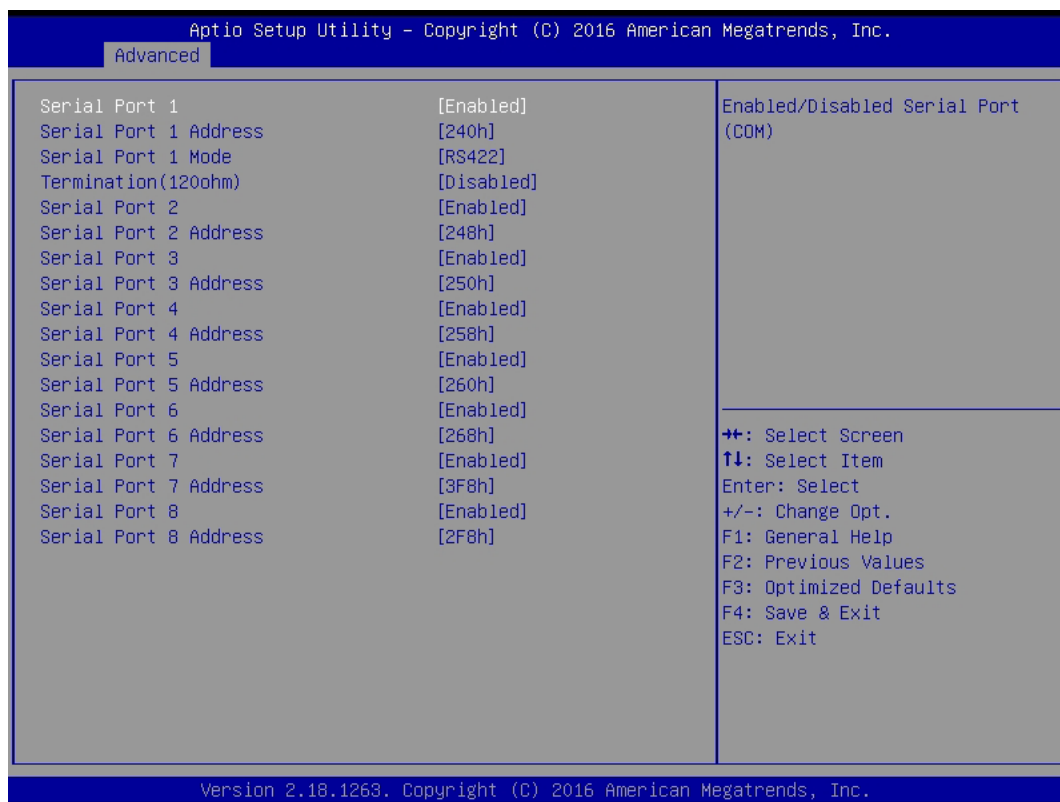 Aptio Setup Utility – Copyright (C) 2016 American Megatrends, Inc.
Advanced
Serial Port 1 [Enabled]
Serial Port 1 Address [240h]
Serial Port 1 Mode [RS422]
Termination(120ohm) [Disabled]
Serial Port 2 [Enabled]
Serial Port 2 Address [248h]
Serial Port 3 [Enabled]
Serial Port 3 Address [250h]
Serial Port 4 [Enabled]
Serial Port 4 Address [258h]
Serial Port 5 [Enabled]
Serial Port 5 Address [260h]
Serial Port 6 [Enabled]
Serial Port 6 Address [268h]
Serial Port 7 [Enabled]
Serial Port 7 Address [3F8h]
Serial Port 8 [Enabled]
Serial Port 8 Address [2F8h]
Enabled/Disabled Serial Port
(COM)
→←: Select Screen
↑↓: Select Item
Enter: Select
+/-: Change Opt.
F1: General Help
F2: Previous Values
F3: Optimized Defaults
F4: Save & Exit
ESC: Exit
Version 2.18.1263. Copyright (C) 2016 American Megatrends, Inc.